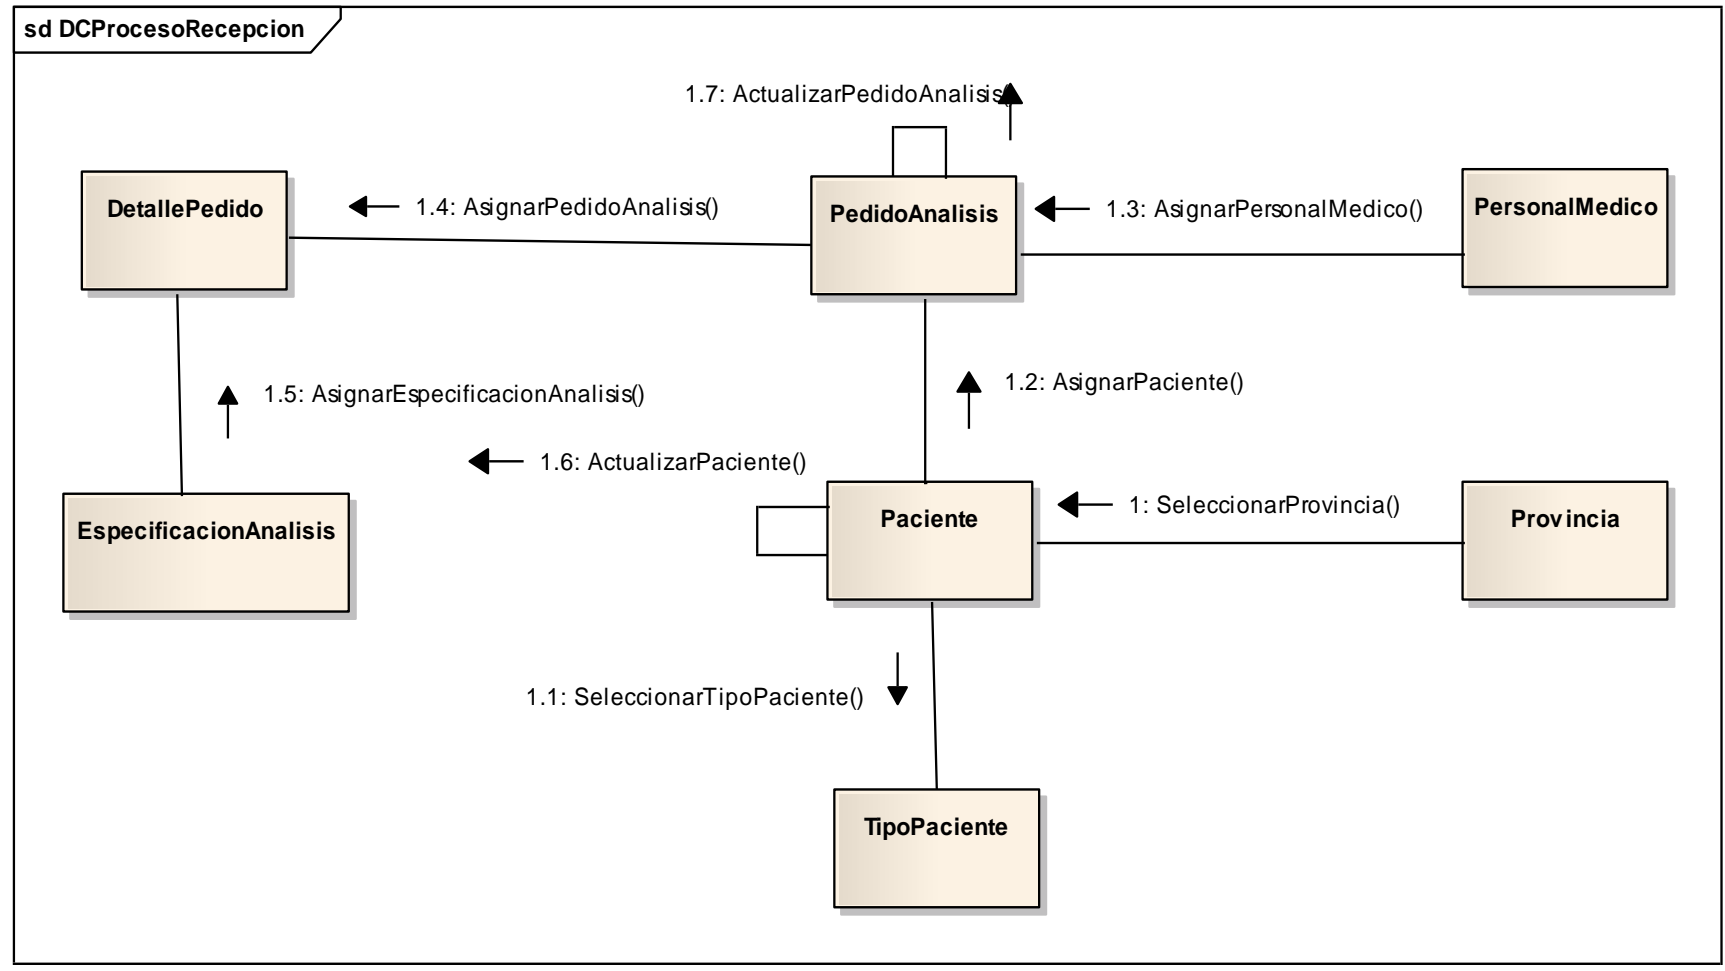 sd DCProcesoRecepcion
1.7: ActualizarPedidoAnalisis()
DetallePedido
1.4: AsignarPedidoAnalisis()
PedidoAnalisis
1.3: AsignarPersonalMedico()
PersonalMedico
1.5: AsignarEspecificacionAnalisis()
1.2: AsignarPaciente()
1.6: ActualizarPaciente()
EspecificacionAnalisis
Paciente
1: SeleccionarProvincia()
Provincia
1.1: SeleccionarTipoPaciente()
TipoPaciente